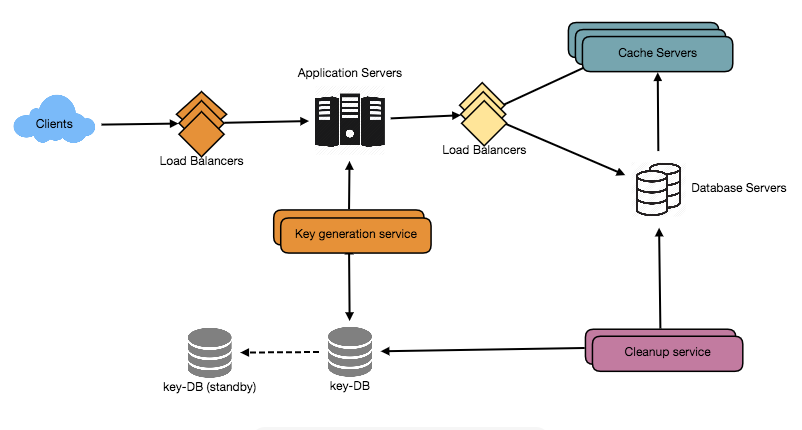 Cache Servers
Application Servers
Clients
Load Balancers
Load Balancers
Database Servers
Key generation service
Cleanup service
key-DB (standby)
key-DB